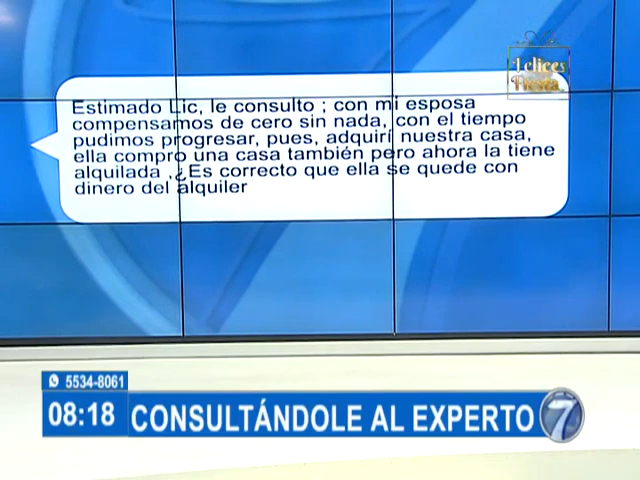 Felices
Fiesta
Estimado Lic, le consulto ; con mi esposa
compensamos de cero sin nada, con el tiempo
pudimos progresar, pues, adquirí nuestra casa,
ella compro una casa también pero ahora la tiene
alquilada ,¿Es correcto que ella se quede con
dinero del alquiler
5534-8061
08:18 CONSULTÁNDOLE AL EXPERTO 7